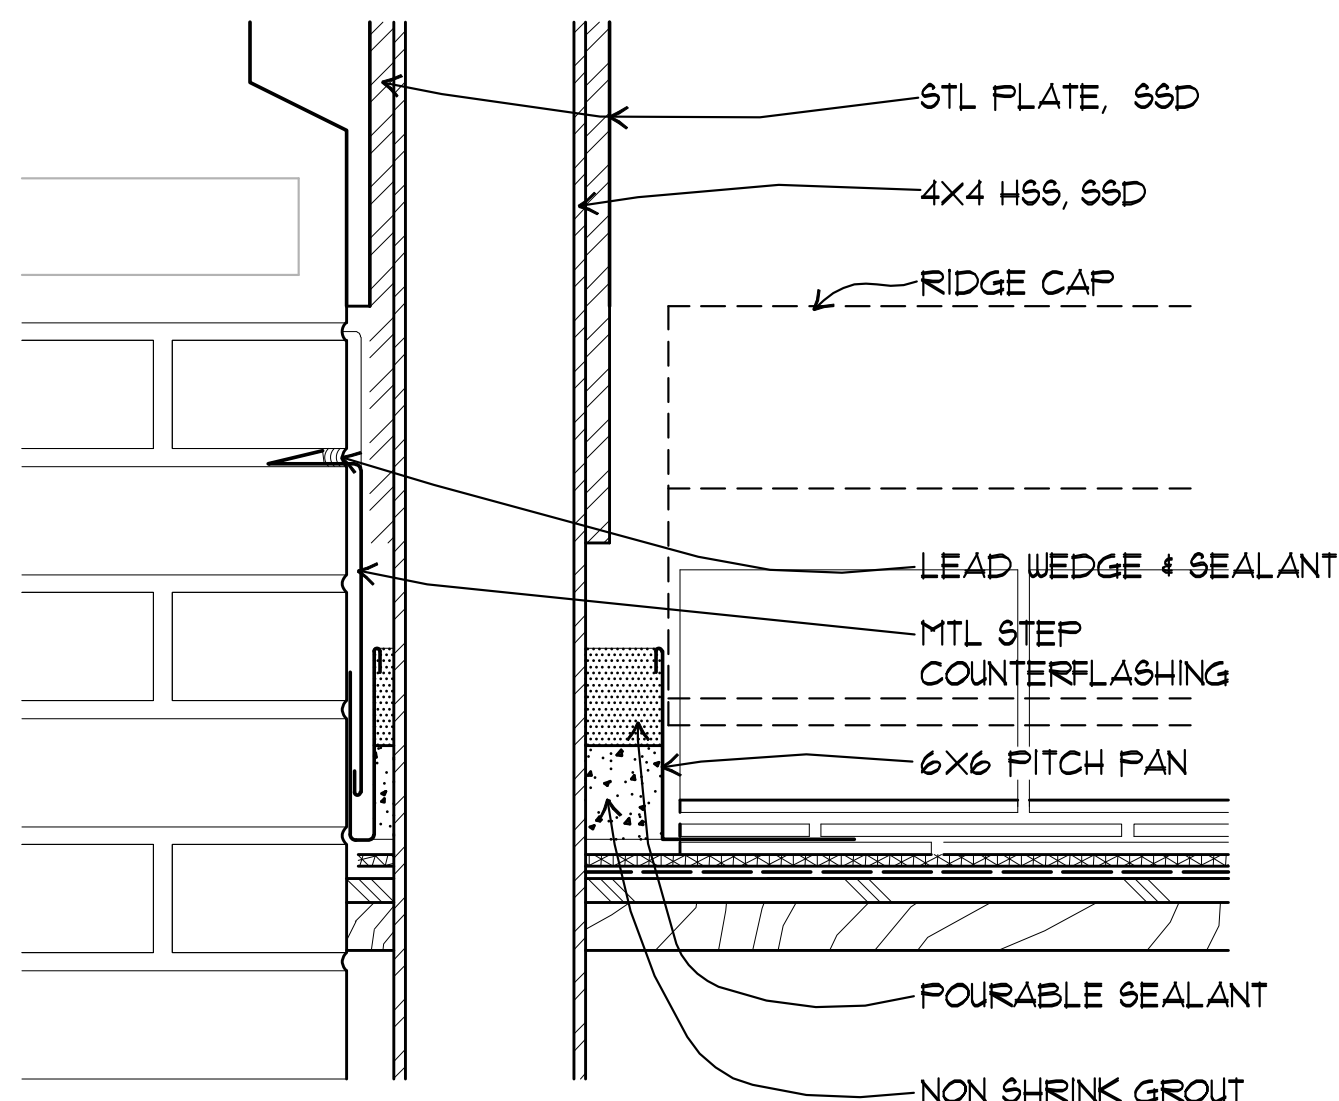 STL PLATE, SSD
4X4 HSS, SSD
RIDGE CAP
LEAD WEDGE & SEALANT
MTL STEP
COUNTERFLASHING
6X6 PITCH PAN
POURABLE SEALANT
NON SHRINK GROUT